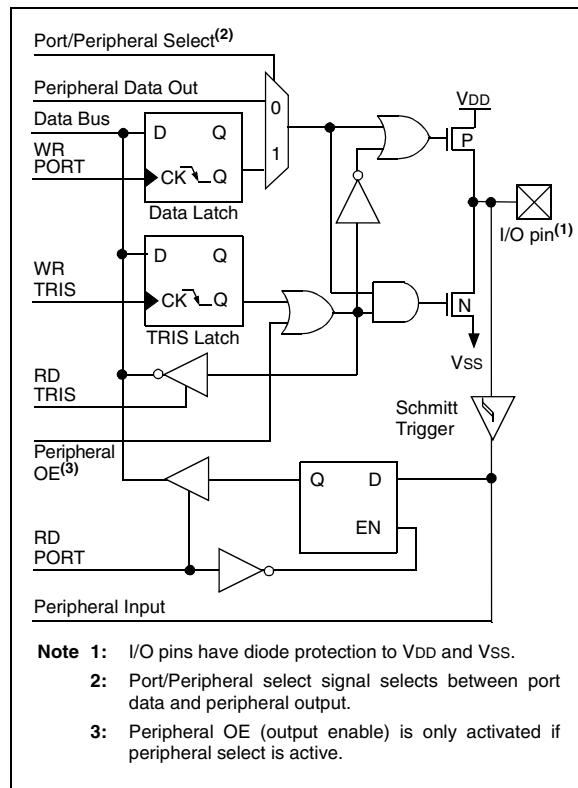 Port/Peripheral Select(2)
Peripheral Data Out
Data Bus
WR
PORT
D Q
CK Q
Data Latch
0
1
VDD
P
I/O pin(1)
WR
TRIS
D Q
CK Q
TRIS Latch
N
VSS
RD
TRIS
Schmitt
Trigger
Peripheral
OE(3)
Q D
EN
RD
PORT
Peripheral Input
Note 1: I/O pins have diode protection to VDD and VSS.
2: Port/Peripheral select signal selects between port
data and peripheral output.
3: Peripheral OE (output enable) is only activated if
peripheral select is active.